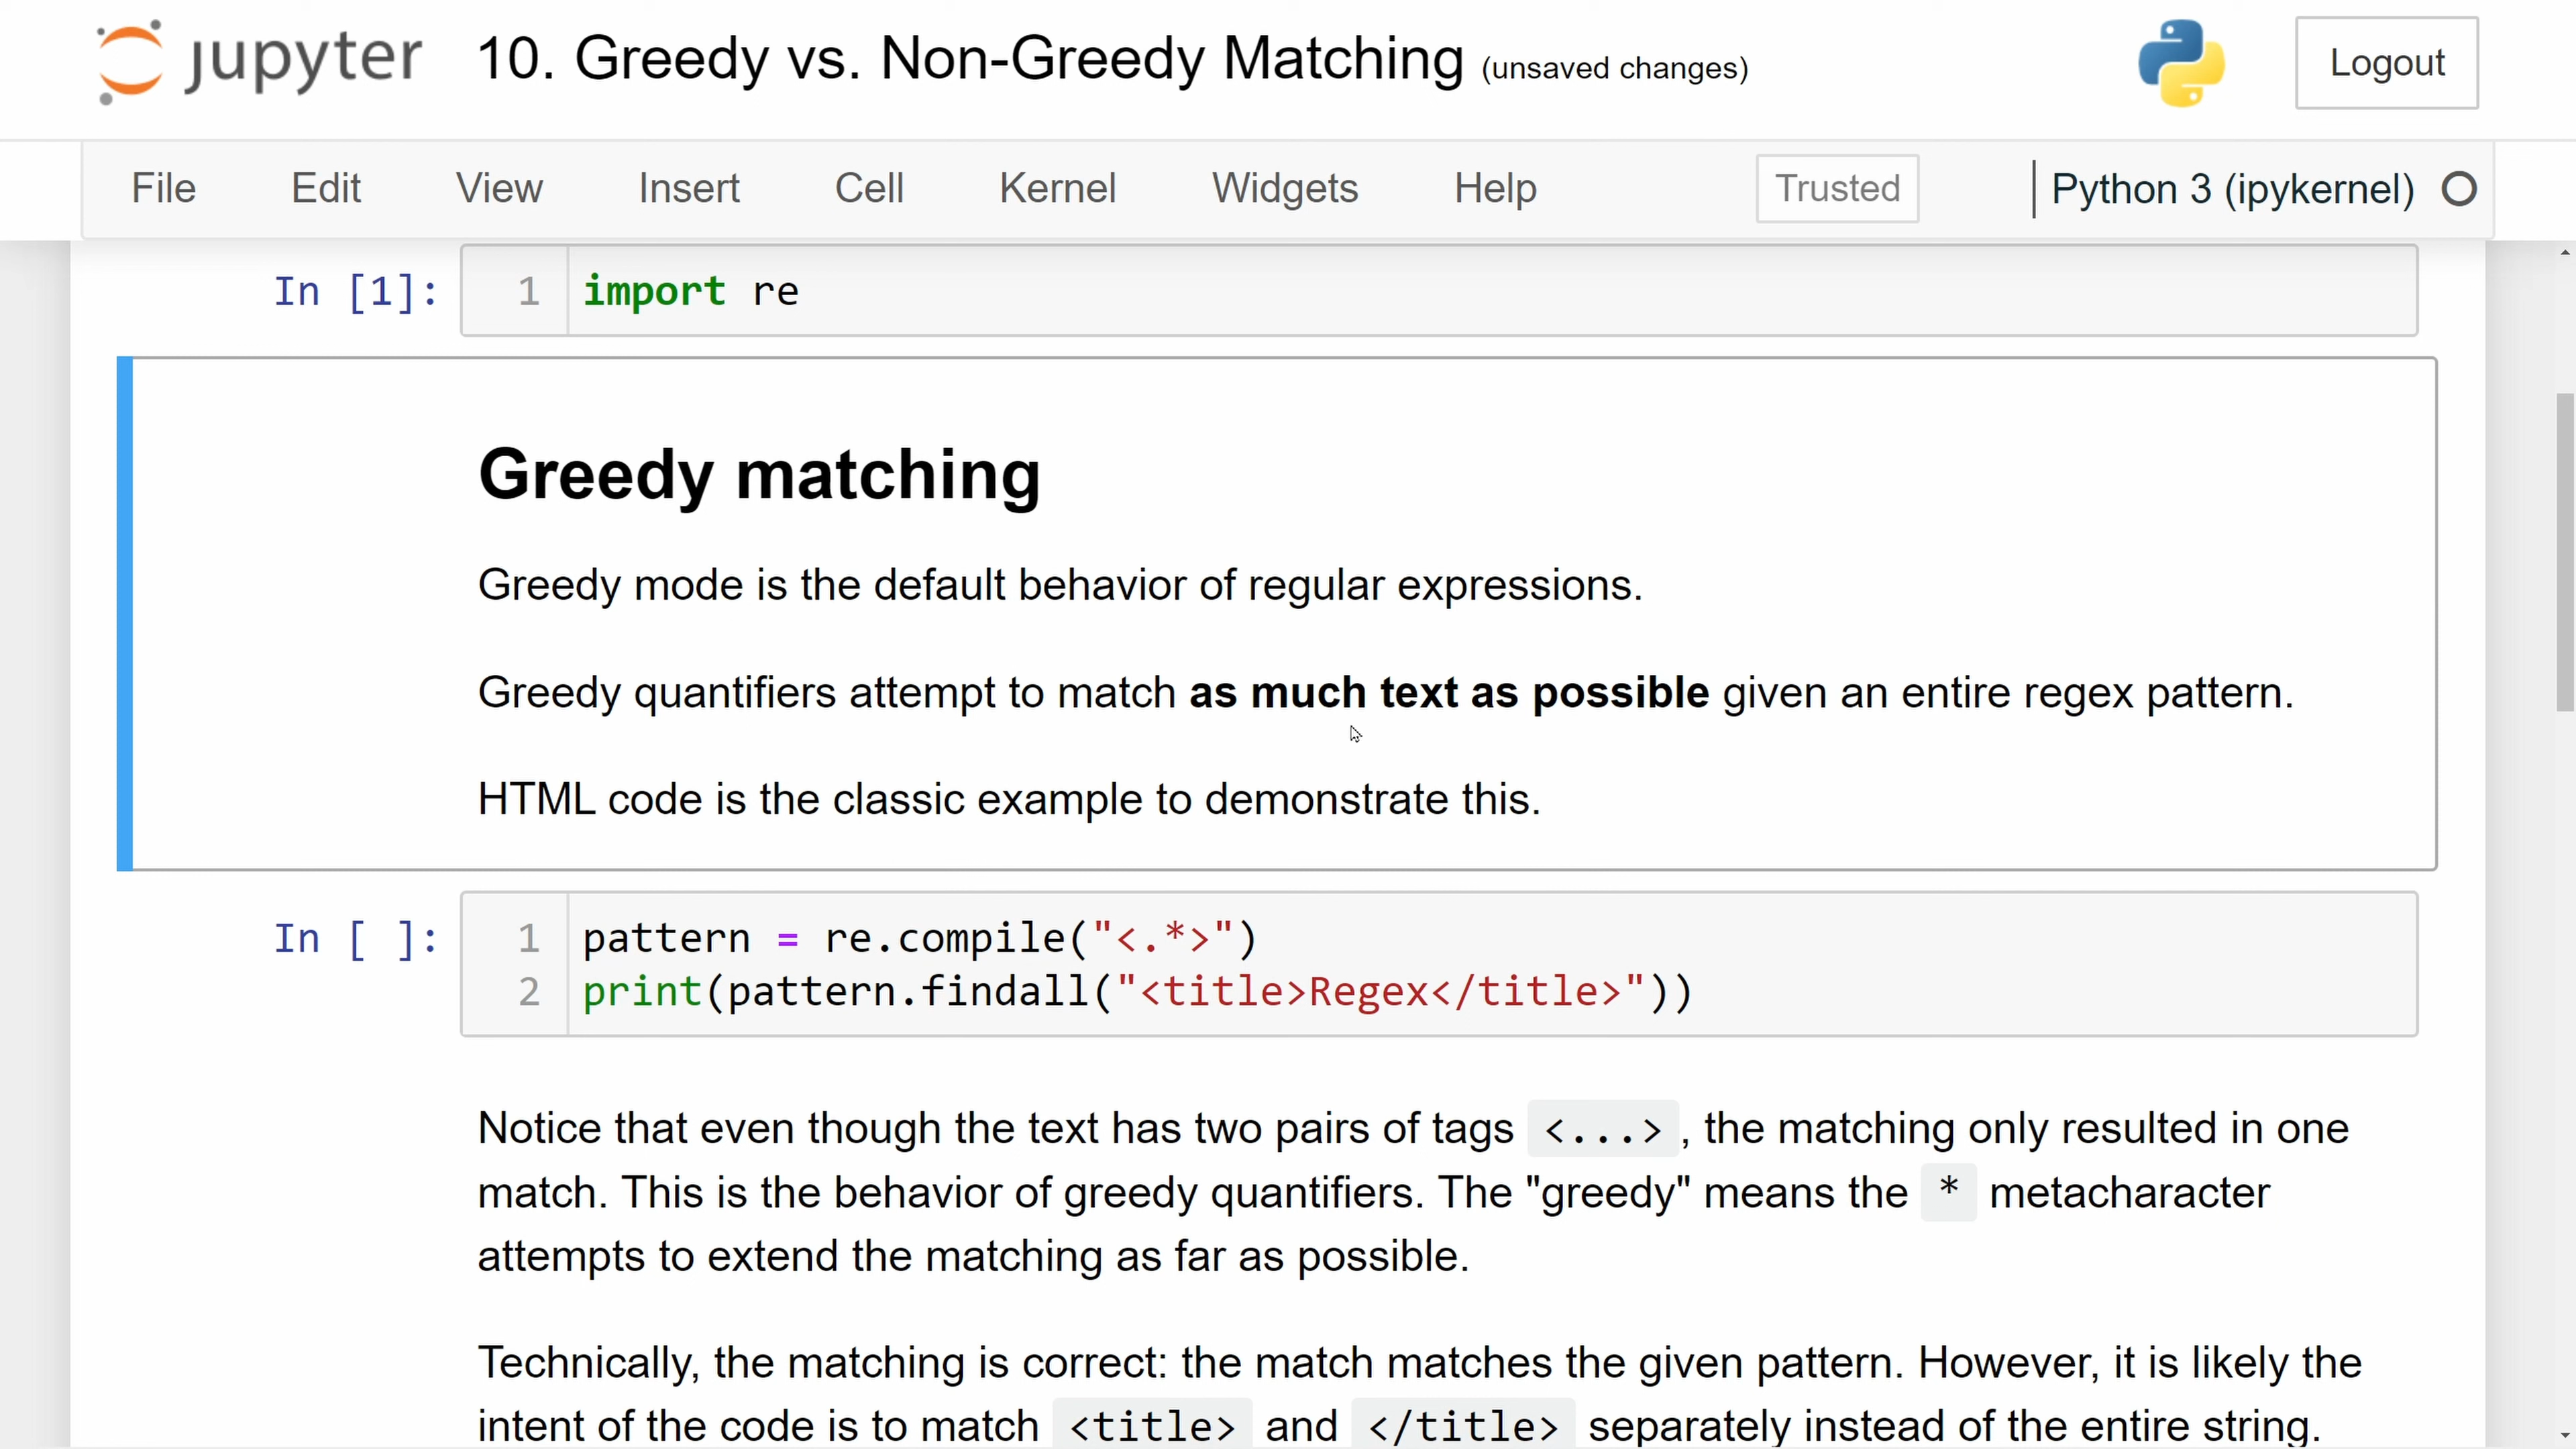 jupyter 10. Greedy vs. Non-Greedy Matching (unsaved changes) Logout
File Edit View Insert Cell Kernel Widgets Help Trusted Python 3 (ipykernel)
In [1]: 1 import re
Greedy matching
Greedy mode is the default behavior of regular expressions.
Greedy quantifiers attempt to match as much text as possible given an entire regex pattern.
HTML code is the classic example to demonstrate this.
In [ ]: 1 pattern = re.compile("<.*>")
2 print(pattern.findall("<title>Regex</title>"))
Notice that even though the text has two pairs of tags <...>, the matching only resulted in one
match. This is the behavior of greedy quantifiers. The "greedy" means the * metacharacter
attempts to extend the matching as far as possible.
Technically, the matching is correct: the match matches the given pattern. However, it is likely the
intent of the code is to match <title> and </title> separately instead of the entire string.